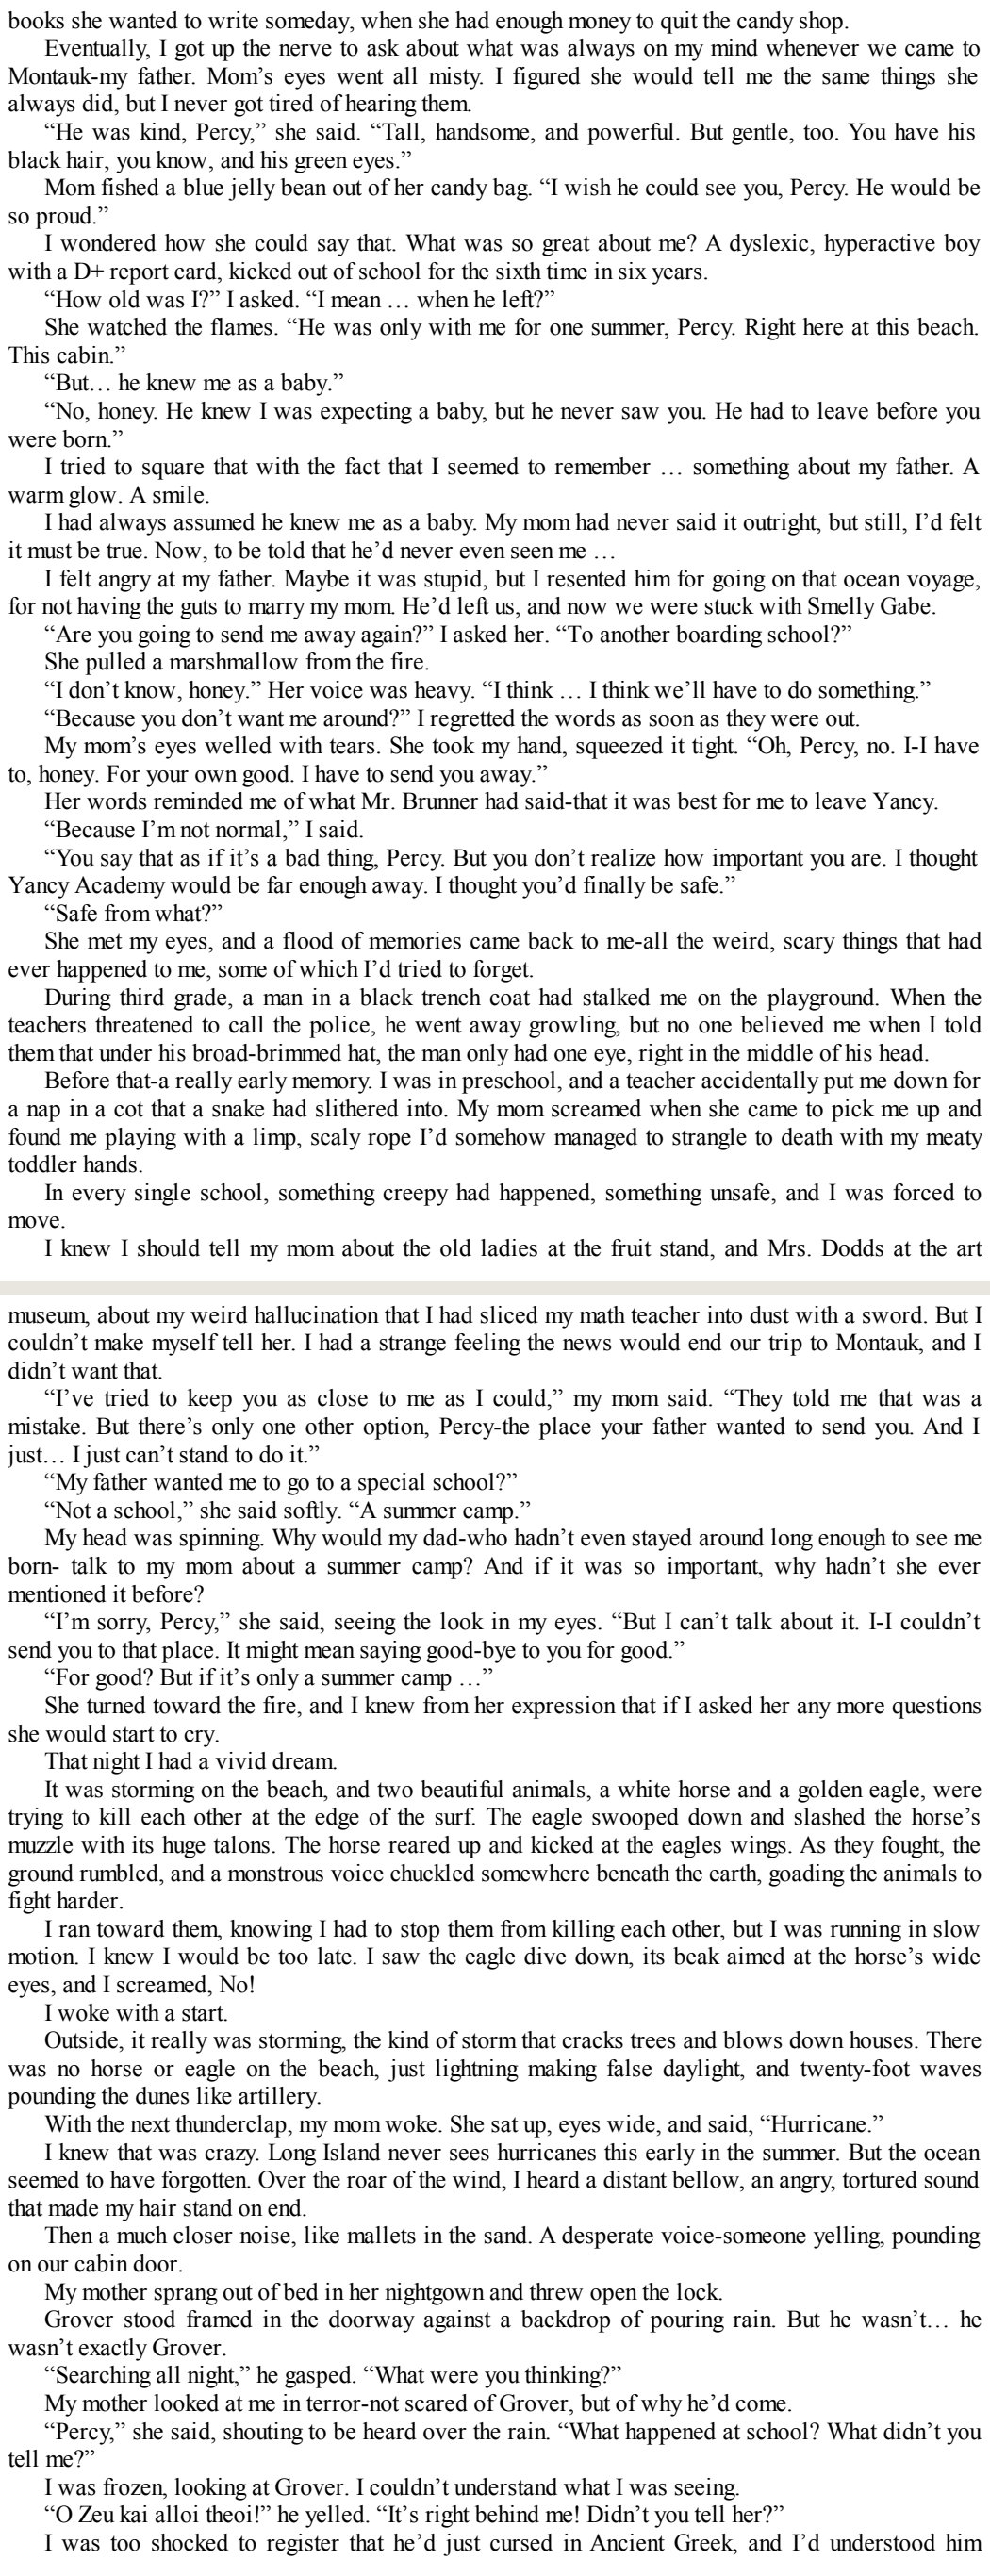 books she wanted to write someday, when she had enough money to quit the candy shop.
Eventually, I got up the nerve to ask about what was always on my mind whenever we came to
Montauk-my father. Mom’s eyes went all misty. I figured she would tell me the same things she
always did, but I never got tired of hearing them.
“He was kind, Percy,” she said. “Tall, handsome, and powerful. But gentle, too. You have his
black hair, you know, and his green eyes.”
Mom fished a blue jelly bean out of her candy bag. “I wish he could see you, Percy. He would be
so proud.”
I wondered how she could say that. What was so great about me? A dyslexic, hyperactive boy
with a D+ report card, kicked out of school for the sixth time in six years.
“How old was I?” I asked. “I mean … when he left?”
She watched the flames. “He was only with me for one summer, Percy. Right here at this beach.
This cabin.”
“But… he knew me as a baby.”
“No, honey. He knew I was expecting a baby, but he never saw you. He had to leave before you
were born.”
I tried to square that with the fact that I seemed to remember … something about my father. A
warm glow. A smile.
I had always assumed he knew me as a baby. My mom had never said it outright, but still, I’d felt
it must be true. Now, to be told that he’d never even seen me …
I felt angry at my father. Maybe it was stupid, but I resented him for going on that ocean voyage,
for not having the guts to marry my mom. He’d left us, and now we were stuck with Smelly Gabe.
“Are you going to send me away again?” I asked her. “To another boarding school?”
She pulled a marshmallow from the fire.
“I don’t know, honey.” Her voice was heavy. “I think … I think we’ll have to do something.”
“Because you don’t want me around?” I regretted the words as soon as they were out.
My mom’s eyes welled with tears. She took my hand, squeezed it tight. “Oh, Percy, no. I-I have
to, honey. For your own good. I have to send you away.”
Her words reminded me of what Mr. Brunner had said-that it was best for me to leave Yancy.
“Because I’m not normal,” I said.
“You say that as if it’s a bad thing, Percy. But you don’t realize how important you are. I thought
Yancy Academy would be far enough away. I thought you’d finally be safe.”
“Safe from what?”
She met my eyes, and a flood of memories came back to me-all the weird, scary things that had
ever happened to me, some of which I’d tried to forget.
During third grade, a man in a black trench coat had stalked me on the playground. When the
teachers threatened to call the police, he went away growling, but no one believed me when I told
them that under his broad-brimmed hat, the man only had one eye, right in the middle of his head.
Before that-a really early memory. I was in preschool, and a teacher accidentally put me down for
a nap in a cot that a snake had slithered into. My mom screamed when she came to pick me up and
found me playing with a limp, scaly rope I’d somehow managed to strangle to death with my meaty
toddler hands.
In every single school, something creepy had happened, something unsafe, and I was forced to
move.
I knew I should tell my mom about the old ladies at the fruit stand, and Mrs. Dodds at the art
museum, about my weird hallucination that I had sliced my math teacher into dust with a sword. But I
couldn’t make myself tell her. I had a strange feeling the news would end our trip to Montauk, and I
didn’t want that.
“I’ve tried to keep you as close to me as I could,” my mom said. “They told me that was a
mistake. But there’s only one other option, Percy-the place your father wanted to send you. And I
just… I just can’t stand to do it.”
“My father wanted me to go to a special school?”
“Not a school,” she said softly. “A summer camp.”
My head was spinning. Why would my dad-who hadn’t even stayed around long enough to see me
born- talk to my mom about a summer camp? And if it was so important, why hadn’t she ever
mentioned it before?
“I’m sorry, Percy,” she said, seeing the look in my eyes. “But I can’t talk about it. I-I couldn’t
send you to that place. It might mean saying good-bye to you for good.”
“For good? But if it’s only a summer camp …”
She turned toward the fire, and I knew from her expression that if I asked her any more questions
she would start to cry.
That night I had a vivid dream.
It was storming on the beach, and two beautiful animals, a white horse and a golden eagle, were
trying to kill each other at the edge of the surf. The eagle swooped down and slashed the horse’s
muzzle with its huge talons. The horse reared up and kicked at the eagles wings. As they fought, the
ground rumbled, and a monstrous voice chuckled somewhere beneath the earth, goading the animals to
fight harder.
I ran toward them, knowing I had to stop them from killing each other, but I was running in slow
motion. I knew I would be too late. I saw the eagle dive down, its beak aimed at the horse’s wide
eyes, and I screamed, No!
I woke with a start.
Outside, it really was storming, the kind of storm that cracks trees and blows down houses. There
was no horse or eagle on the beach, just lightning making false daylight, and twenty-foot waves
pounding the dunes like artillery.
With the next thunderclap, my mom woke. She sat up, eyes wide, and said, “Hurricane.”
I knew that was crazy. Long Island never sees hurricanes this early in the summer. But the ocean
seemed to have forgotten. Over the roar of the wind, I heard a distant bellow, an angry, tortured sound
that made my hair stand on end.
Then a much closer noise, like mallets in the sand. A desperate voice-someone yelling, pounding
on our cabin door.
My mother sprang out of bed in her nightgown and threw open the lock.
Grover stood framed in the doorway against a backdrop of pouring rain. But he wasn’t… he
wasn’t exactly Grover.
“Searching all night,” he gasped. “What were you thinking?”
My mother looked at me in terror-not scared of Grover, but of why he’d come.
“Percy,” she said, shouting to be heard over the rain. “What happened at school? What didn’t you
tell me?”
I was frozen, looking at Grover. I couldn’t understand what I was seeing.
“O Zeu kai alloi theoi!” he yelled. “It’s right behind me! Didn’t you tell her?”
I was too shocked to register that he’d just cursed in Ancient Greek, and I’d understood him